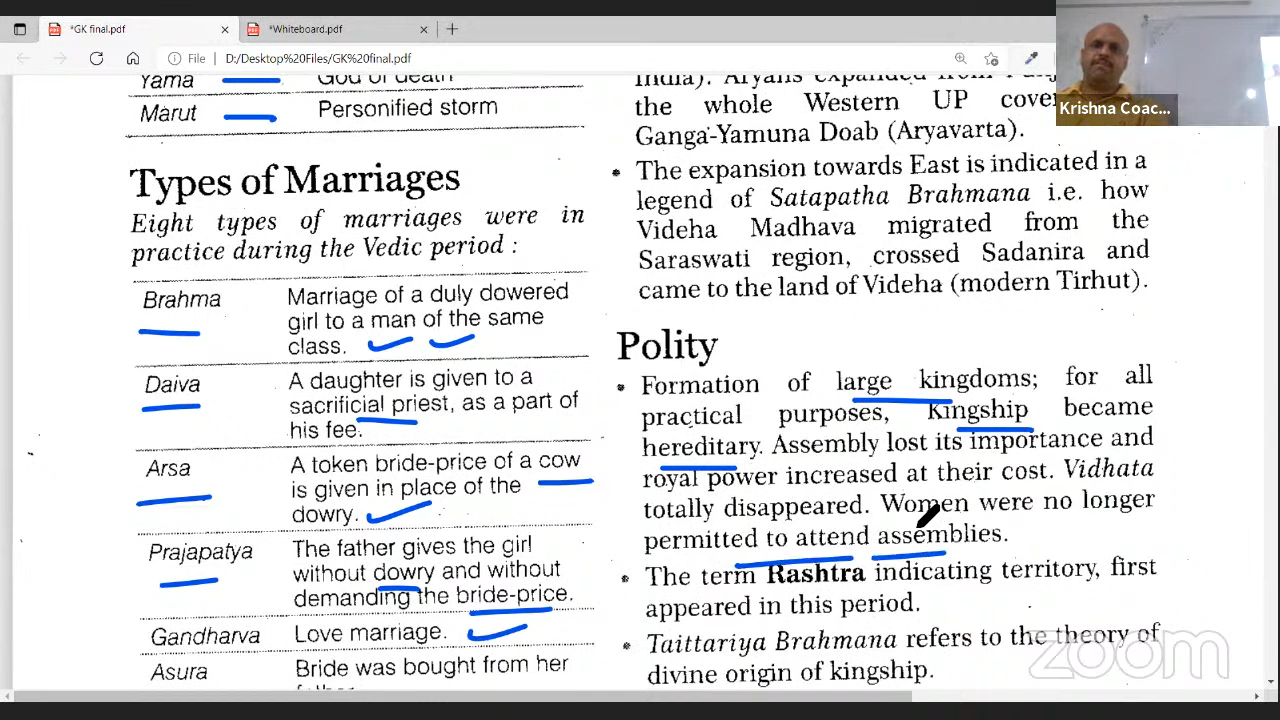 *GK final.pdf
*Whiteboard.pdf
File
D:/Desktop%20Files/GK%20final.pdf
Krishna Coac...
Yama God of death
Marut Personified storm
Types of Marriages
Eight types of marriages were in
practice during the Vedic period :
Brahma Marriage of a duly dowered
girl to a man of the same
class.
Daiva A daughter is given to a
sacrificial priest, as a part of
his fee.
Arsa A token bride-price of a cow
is given in place of the
dowry.
Prajapatya The father gives the girl
without dowry and without
demanding the bride-price.
Gandharva Love marriage.
Asura Bride was bought from her
India). Aryans expanded from
the whole Western UP
Ganga-Yamuna Doab (Aryavarta).
• The expansion towards East is indicated in a
legend of Satapatha Brahmana i.e. how
Videha Madhava migrated from the
Saraswati region, crossed Sadanira and
came to the land of Videha (modern Tirhut).
Polity
• Formation of large kingdoms; for all
practical purposes, Kingship became
hereditary. Assembly lost its importance and
royal power increased at their cost. Vidhata
totally disappeared. Women were no longer
permitted to attend assemblies.
• The term Rashtra indicating territory, first
appeared in this period.
• Taittariya Brahmana refers to the theory of
divine origin of kingship.
zoom